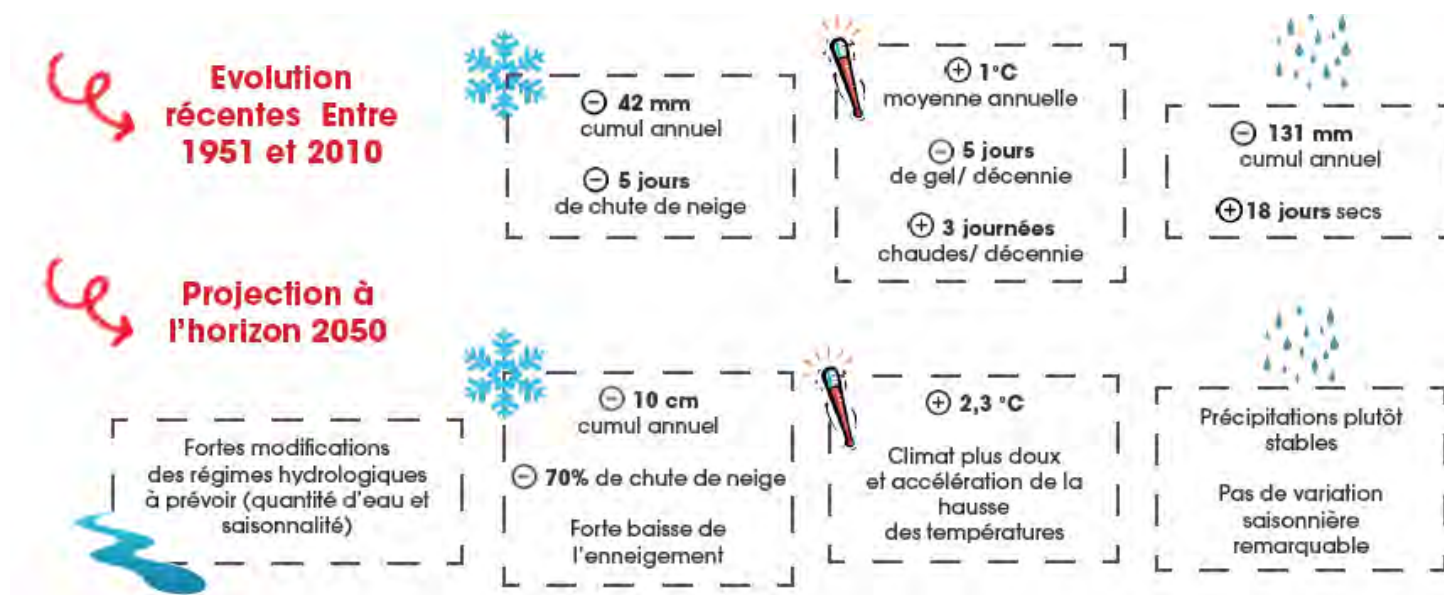 Evolution
récentes Entre
1951 et 2010
⊖ 42 mm
cumul annuel
⊖ 5 jours
de chute de neige
⊕ 1°C
moyenne annuelle
⊖ 5 jours
de gel/ décennie
⊕ 3 journées
chaudes/ décennie
⊖ 131 mm
cumul annuel
⊕ 18 jours secs
Projection à
l'horizon 2050
Fortes modifications
des régimes hydrologiques
à prévoir (quantité d'eau et
saisonnalité)
⊖ 10 cm
cumul annuel
⊖ 70% de chute de neige
Forte baisse de
l'enneigement
⊕ 2,3 °C
Climat plus doux
et accélération de la
hausse
des températures
Précipitations plutôt
stables
Pas de variation
saisonnière
remarquable